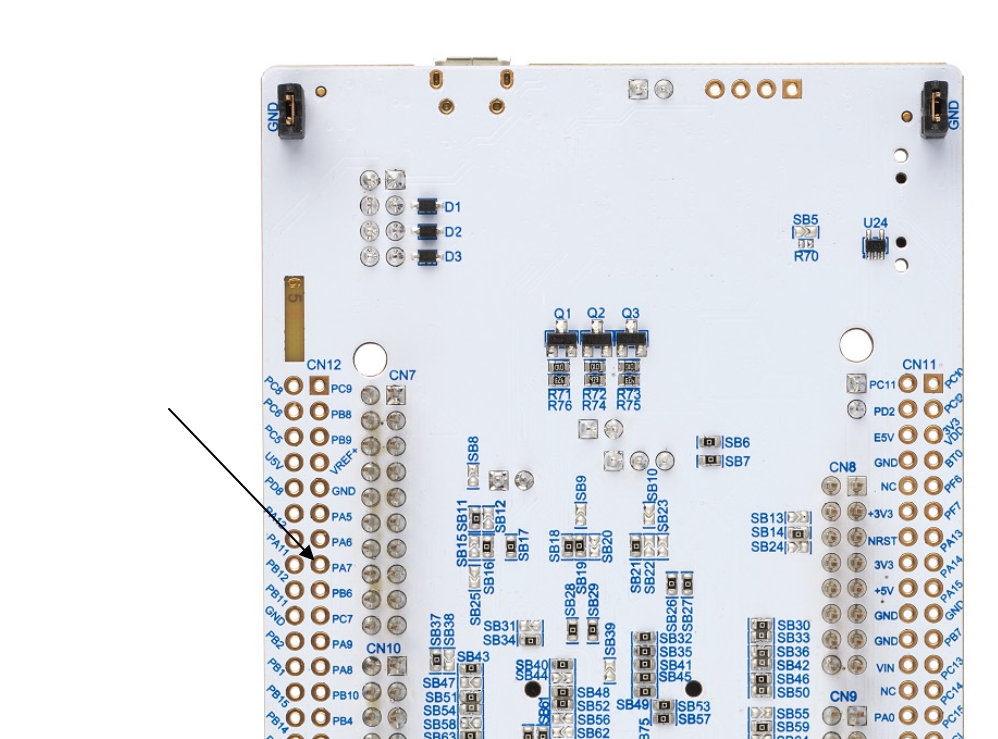 GND
GND
D1
D2
D3
SB5
R70
U24
5
Q1 Q2 Q3
R71 R72 R73
R76 R74 R75
CN12
CN7
CN11
PC8 PC9
PC6 PB8
PC5 PB9
U5V VREF+
PD8 GND
PA12 PA5
PA11 PA6
PB12 PA7
PB11 PB6
GND PC7
PB2 PA9
PB1 PA8
PB15 PB10
PB14 PB4
CN10
PC11 PC10
PD2 PC12
E5V 3V3 VDD
GND BT0
NC PF6
+3V3 PF7
NRST PA13
3V3 PA14
+5V PA15
GND GND
GND PB7
VIN PC13
NC PC14
PA0 PC15
CN8
CN9
SB6
SB7
SB8
SB9
SB10
SB11
SB12
SB23
SB13
SB14
SB24
SB15
SB16
SB17
SB18
SB19
SB20
SB21
SB22
SB25
SB26
SB27
SB28
SB29
SB31
SB34
SB37
SB38
SB39
SB32
SB35
SB41
SB45
SB30
SB33
SB36
SB42
SB46
SB50
SB43
SB47
SB51
SB54
SB58
SB63
SB40
SB44
SB48
SB52
SB56
SB62
SB61
SB49
SB53
SB57
SB55
SB59